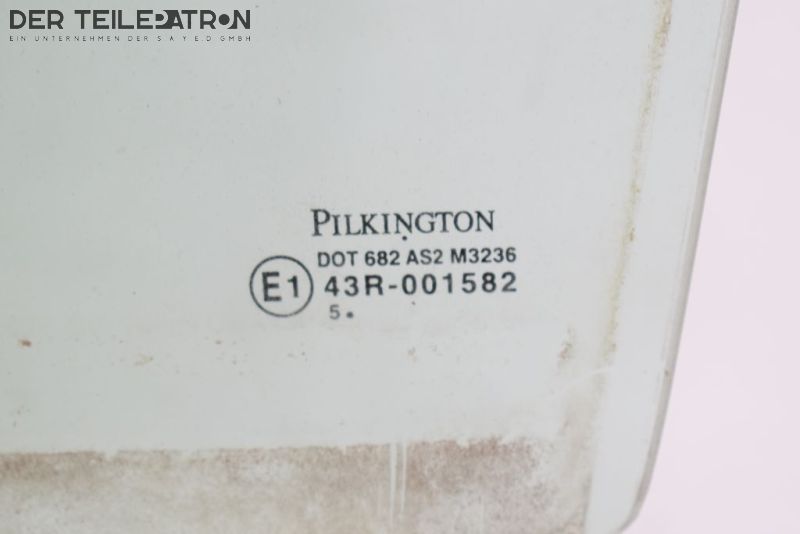 DER TEILEPATRON
EIN UNTERNEHMEN DER S A Y E.D GMBH
PILKINGTON
DOT 682 AS2 M3236
E1 43R-001582
5.